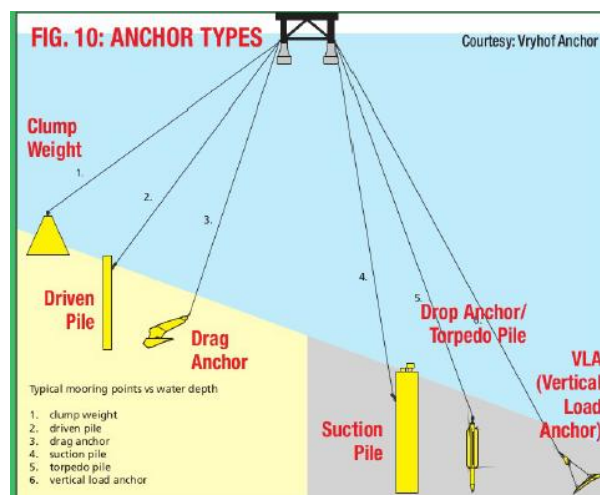 FIG. 10: ANCHOR TYPES
Courtesy: Vryhof Anchor
Clump
Weight
1.
2.
3.
4.
5.
6.
Driven
Pile
Drag
Anchor
Drop Anchor/
Torpedo Pile
VLA
(Vertical
Load
Anchor)
Suction
Pile
Typical mooring points vs water depth
1. clump weight
2. driven pile
3. drag anchor
4. suction pile
5. torpedo pile
6. vertical load anchor